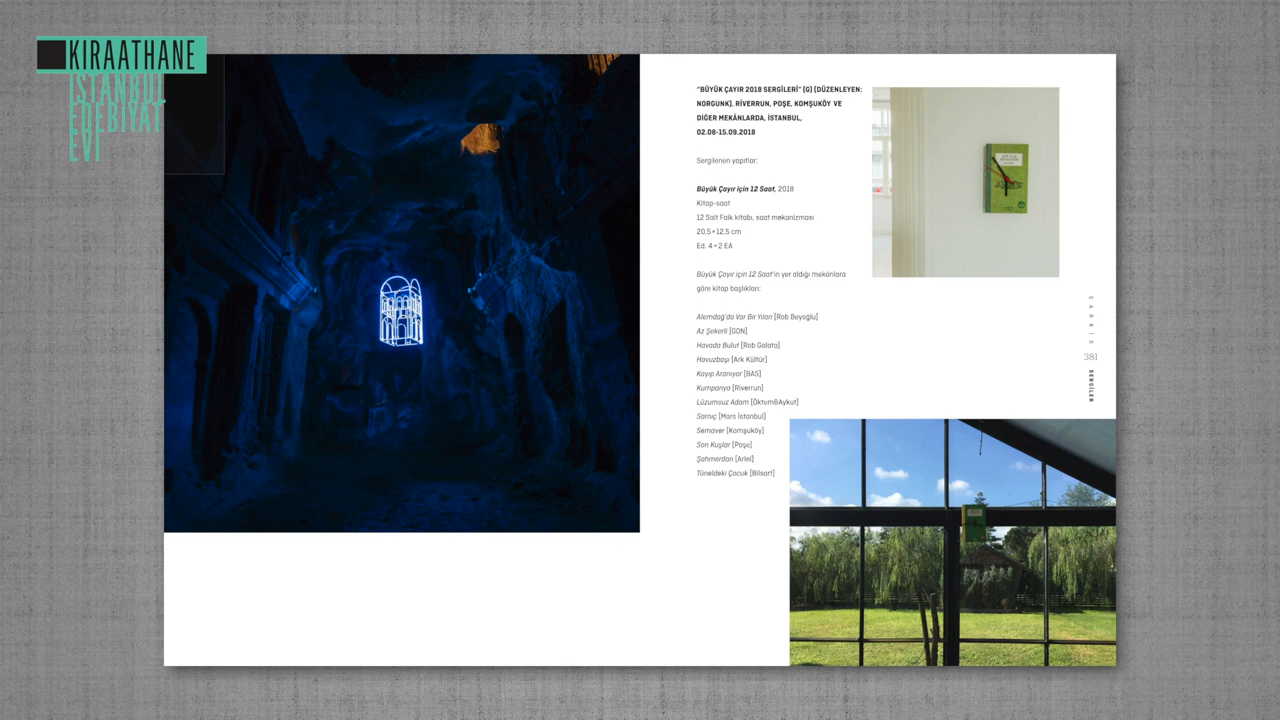 KIRAATHANE
İSTANBUL
EDEBİYAT
EVİ
"BÜYÜK ÇAYIR 2018 SERGİLERİ" (G) (DÜZENLEYEN:
NORGUNK). RİVERRUN, POŞE, KOMŞUKÖY VE
DİĞER MEKÂNLARDA, İSTANBUL,
02.08-15.09.2018
Sergilenen yapıtlar:
Büyük Çayır için 12 Saat, 2018
Kitap-saat
12 Sait Faik kitabı, saat mekanizması
20,5×12,5 cm
Ed. 4+2 EA
Büyük Çayır için 12 Saat'in yer aldığı mekânlara
göre kitap başlıkları:
Alemdağ'da Var Bir Yılan [Rob Beyoğlu]
Az Şekerli [GON]
Havada Bulut [Rob Galata]
Havuzbaşı [Ark Kültür]
Kayıp Aranıyor [BAS]
Kumpanya [Riverrun]
Lüzumsuz Adam [Öktem&Aykut]
Sarnıç [Mars İstanbul]
Semaver [Komşuköy]
Son Kuşlar [Poşe]
Şahmerdan [Ariel]
Tüneldeki Çocuk [Bilsart]
SARKIS
381
SERGİLER